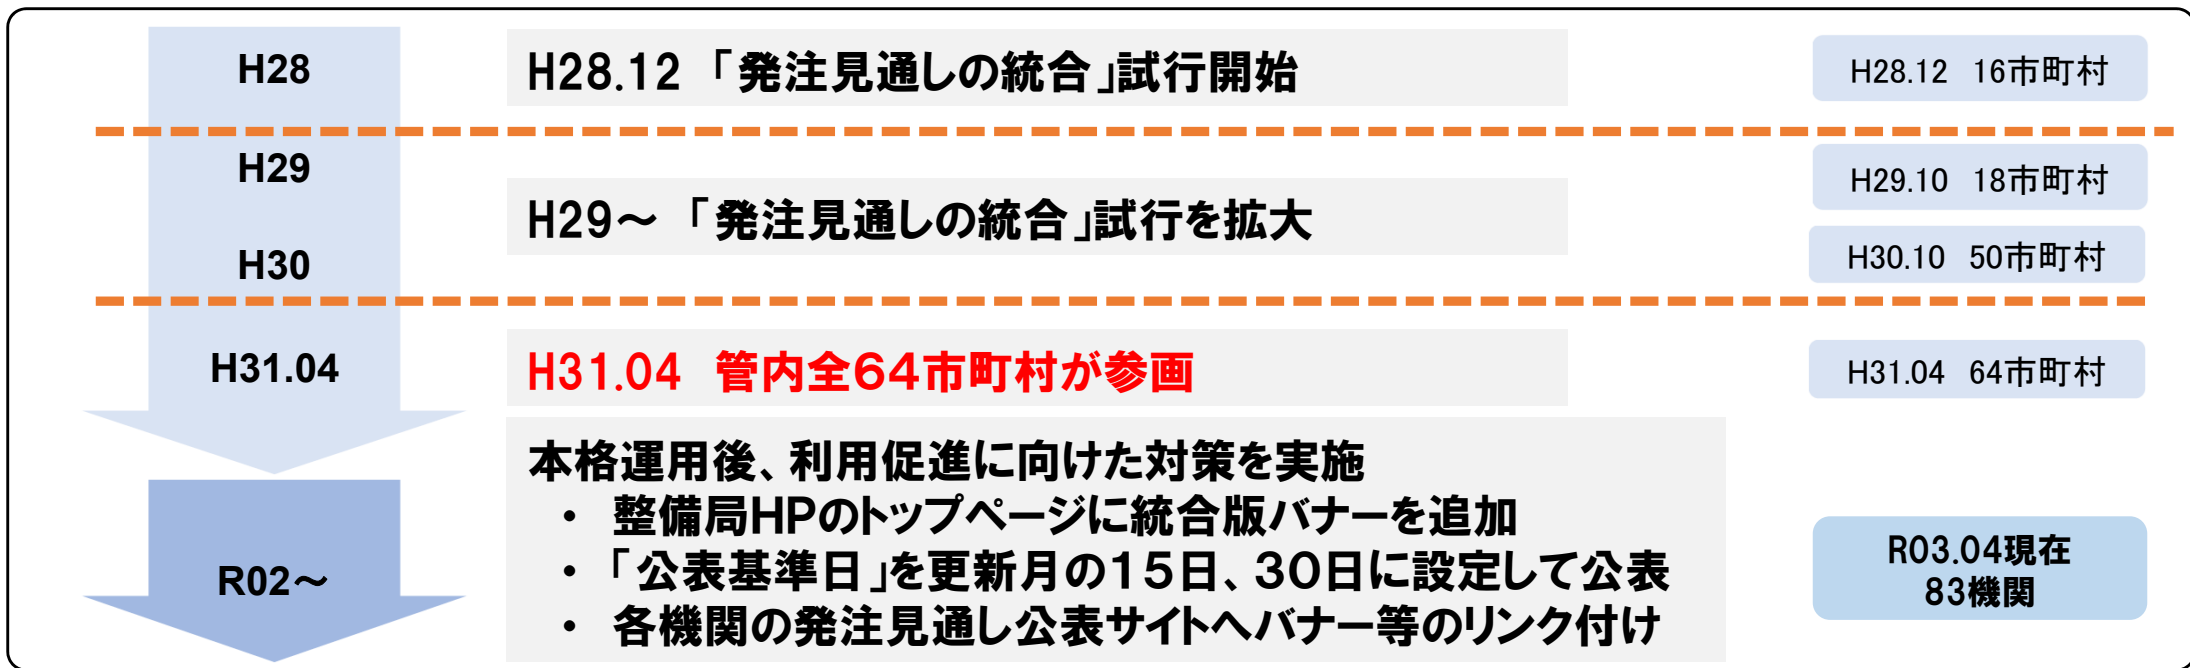 H28
H28.12 「発注見通しの統合」試行開始
H28.12 16市町村
H29
H29～ 「発注見通しの統合」試行を拡大
H29.10 18市町村
H30
H30.10 50市町村
H31.04
H31.04 管内全６４市町村が参画
H31.04 64市町村
本格運用後、利用促進に向けた対策を実施
・ 整備局HPのトップページに統合版バナーを追加
・ 「公表基準日」を更新月の１５日、３０日に設定して公表
・ 各機関の発注見通し公表サイトへバナー等のリンク付け
R02～
R03.04現在
83機関